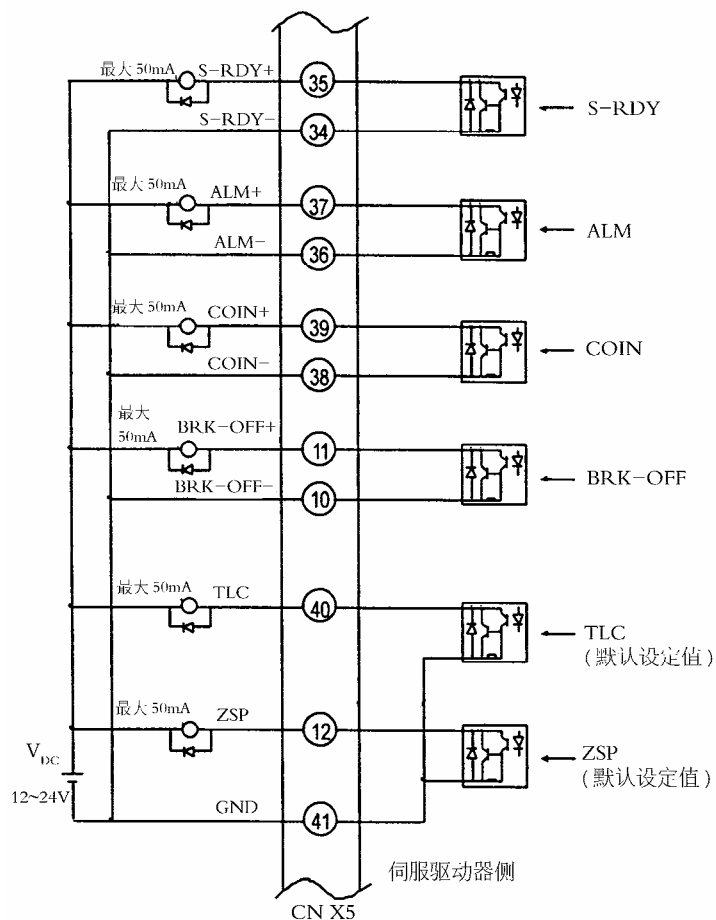 最大 50mA S-RDY+ 35
S-RDY
S-RDY- 34
最大 50mA ALM+ 37
ALM
ALM- 36
最大 50mA COIN+ 39
COIN
COIN- 38
最大
50mA BRK-OFF+ 11
BRK-OFF
BRK-OFF- 10
最大 50mA TLC 40
TLC
(默认设定值)
最大 50mA ZSP 12
ZSP
(默认设定值)
VDC
12~24V
GND 41
伺服驱动器侧
CN X5